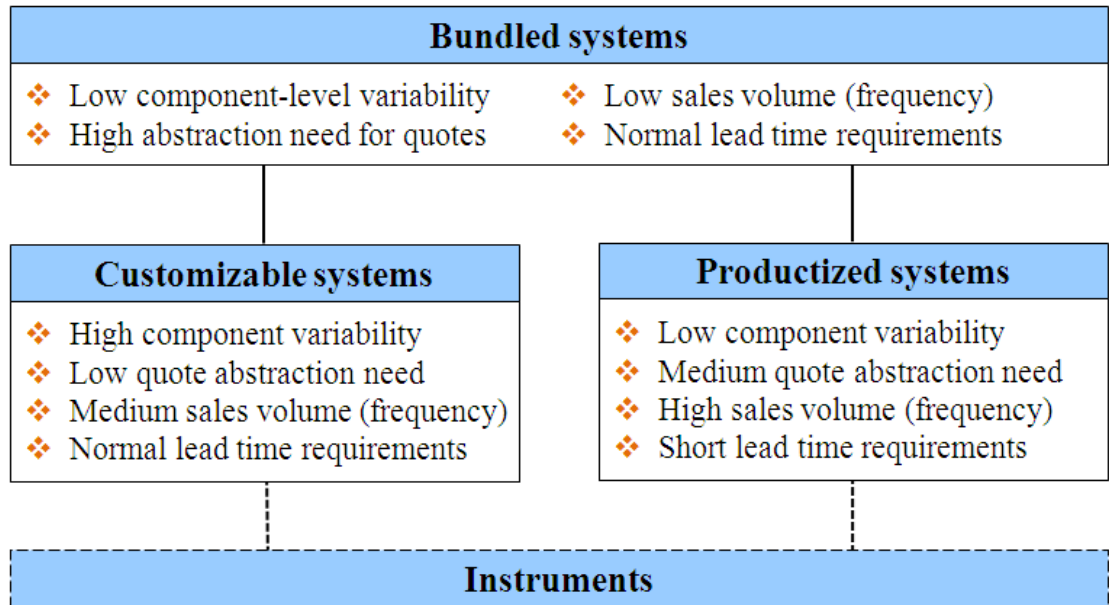 Bundled systems
❖ Low component-level variability
❖ High abstraction need for quotes
❖ Low sales volume (frequency)
❖ Normal lead time requirements
Customizable systems
❖ High component variability
❖ Low quote abstraction need
❖ Medium sales volume (frequency)
❖ Normal lead time requirements
Productized systems
❖ Low component variability
❖ Medium quote abstraction need
❖ High sales volume (frequency)
❖ Short lead time requirements
Instruments